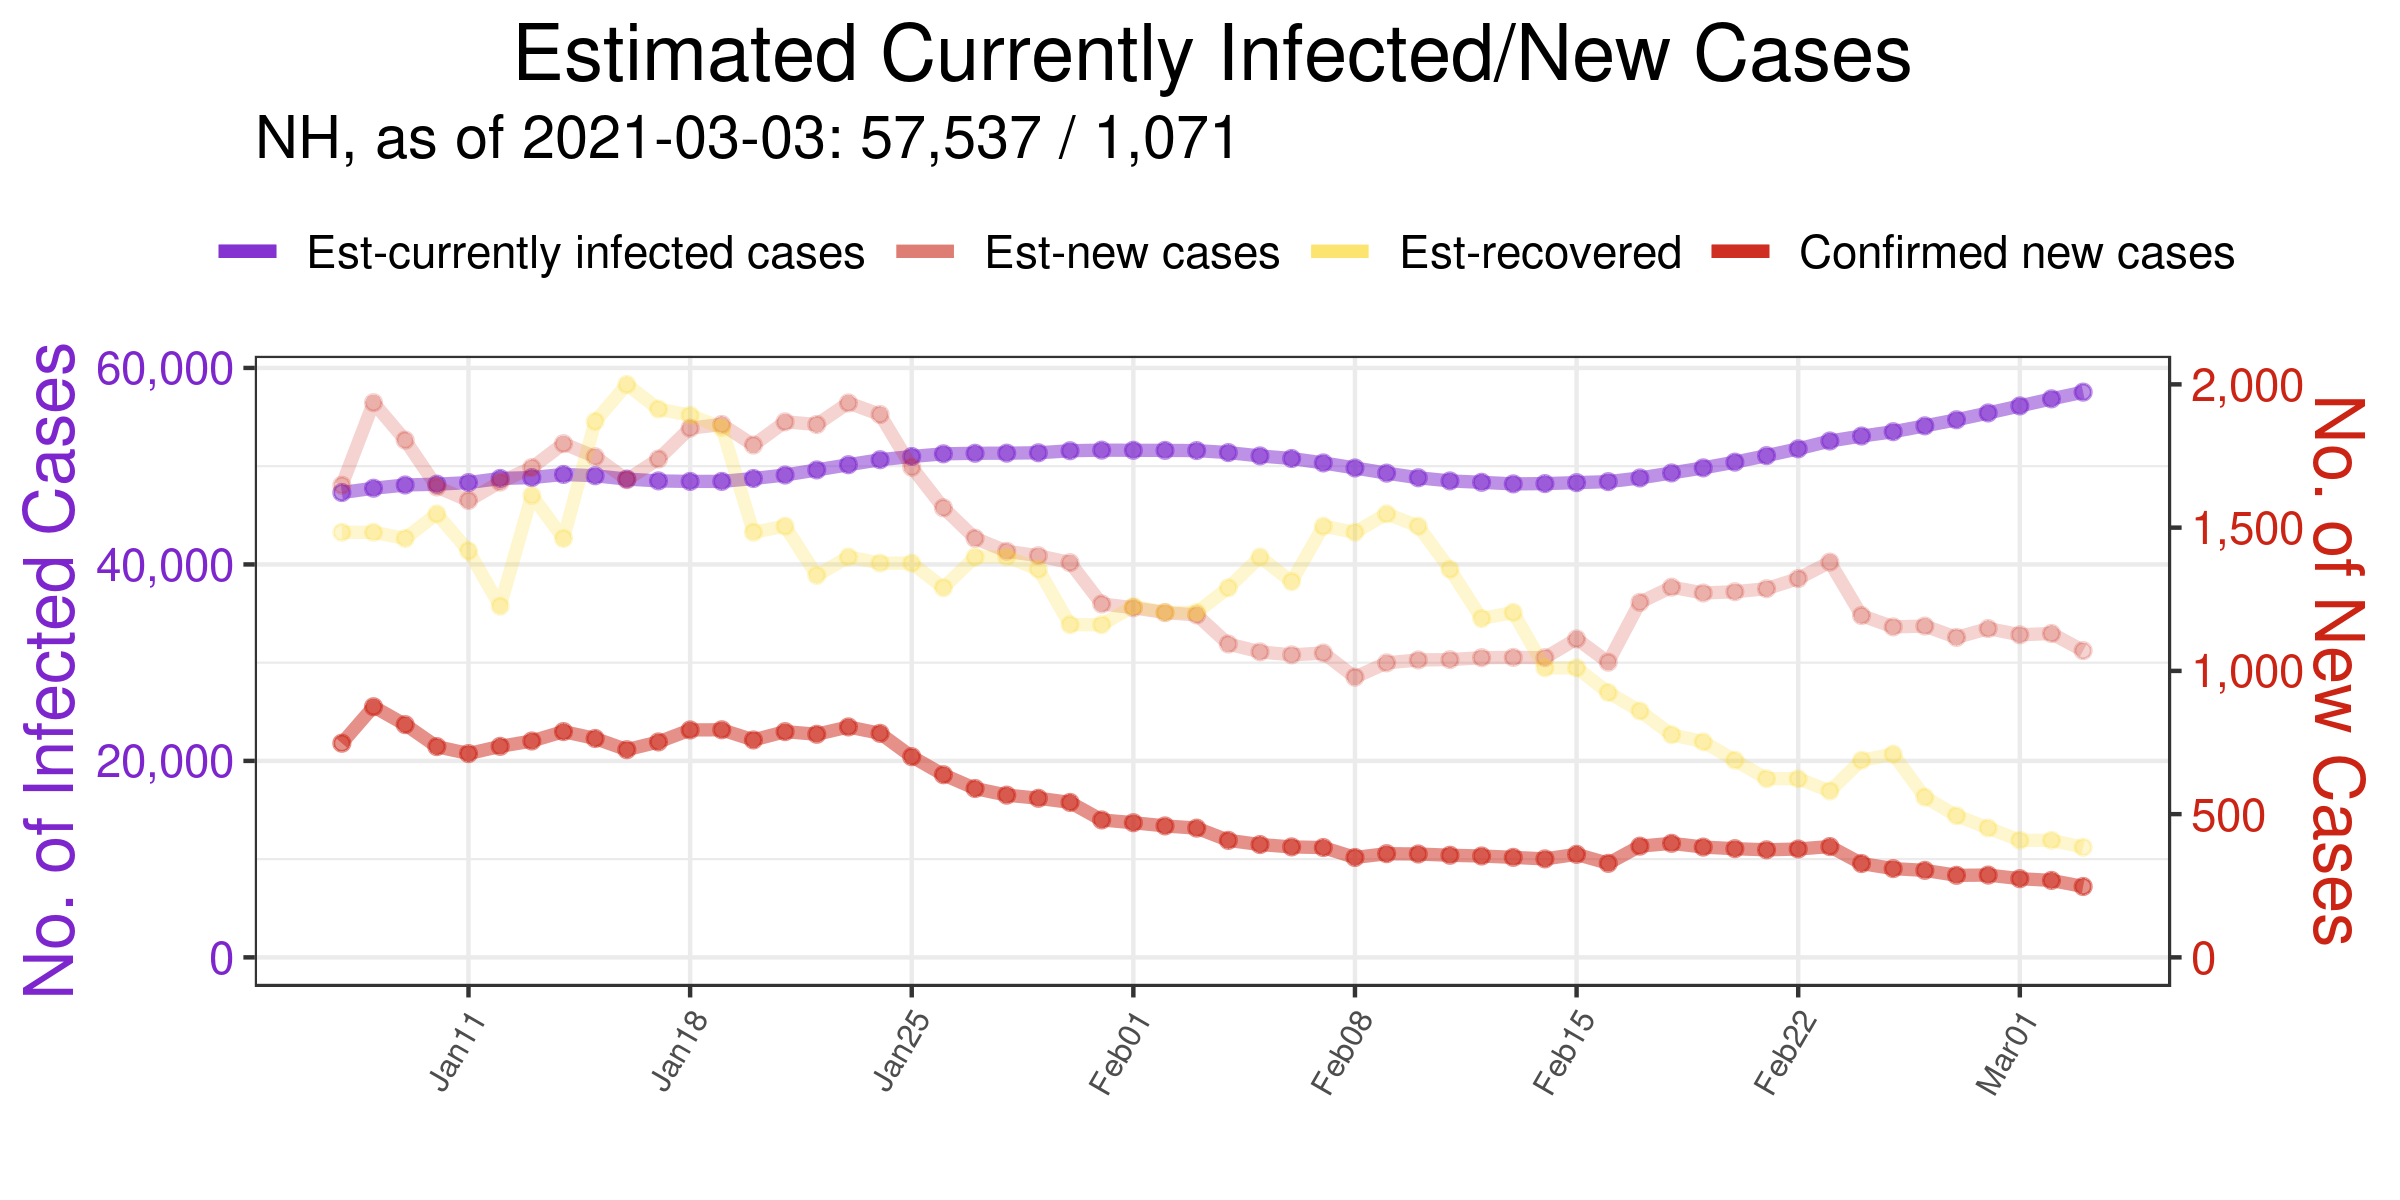 Estimated Currently Infected/New Cases
NH, as of 2021-03-03: 57,537 / 1,071
Est-currently infected cases Est-new cases Est-recovered Confirmed new cases
No. of Infected Cases
60,000
40,000
20,000
0
2,000
1,500
1,000
500
0
No. of New Cases
Jan11 Jan18 Jan25 Feb01 Feb08 Feb15 Feb22 Mar01